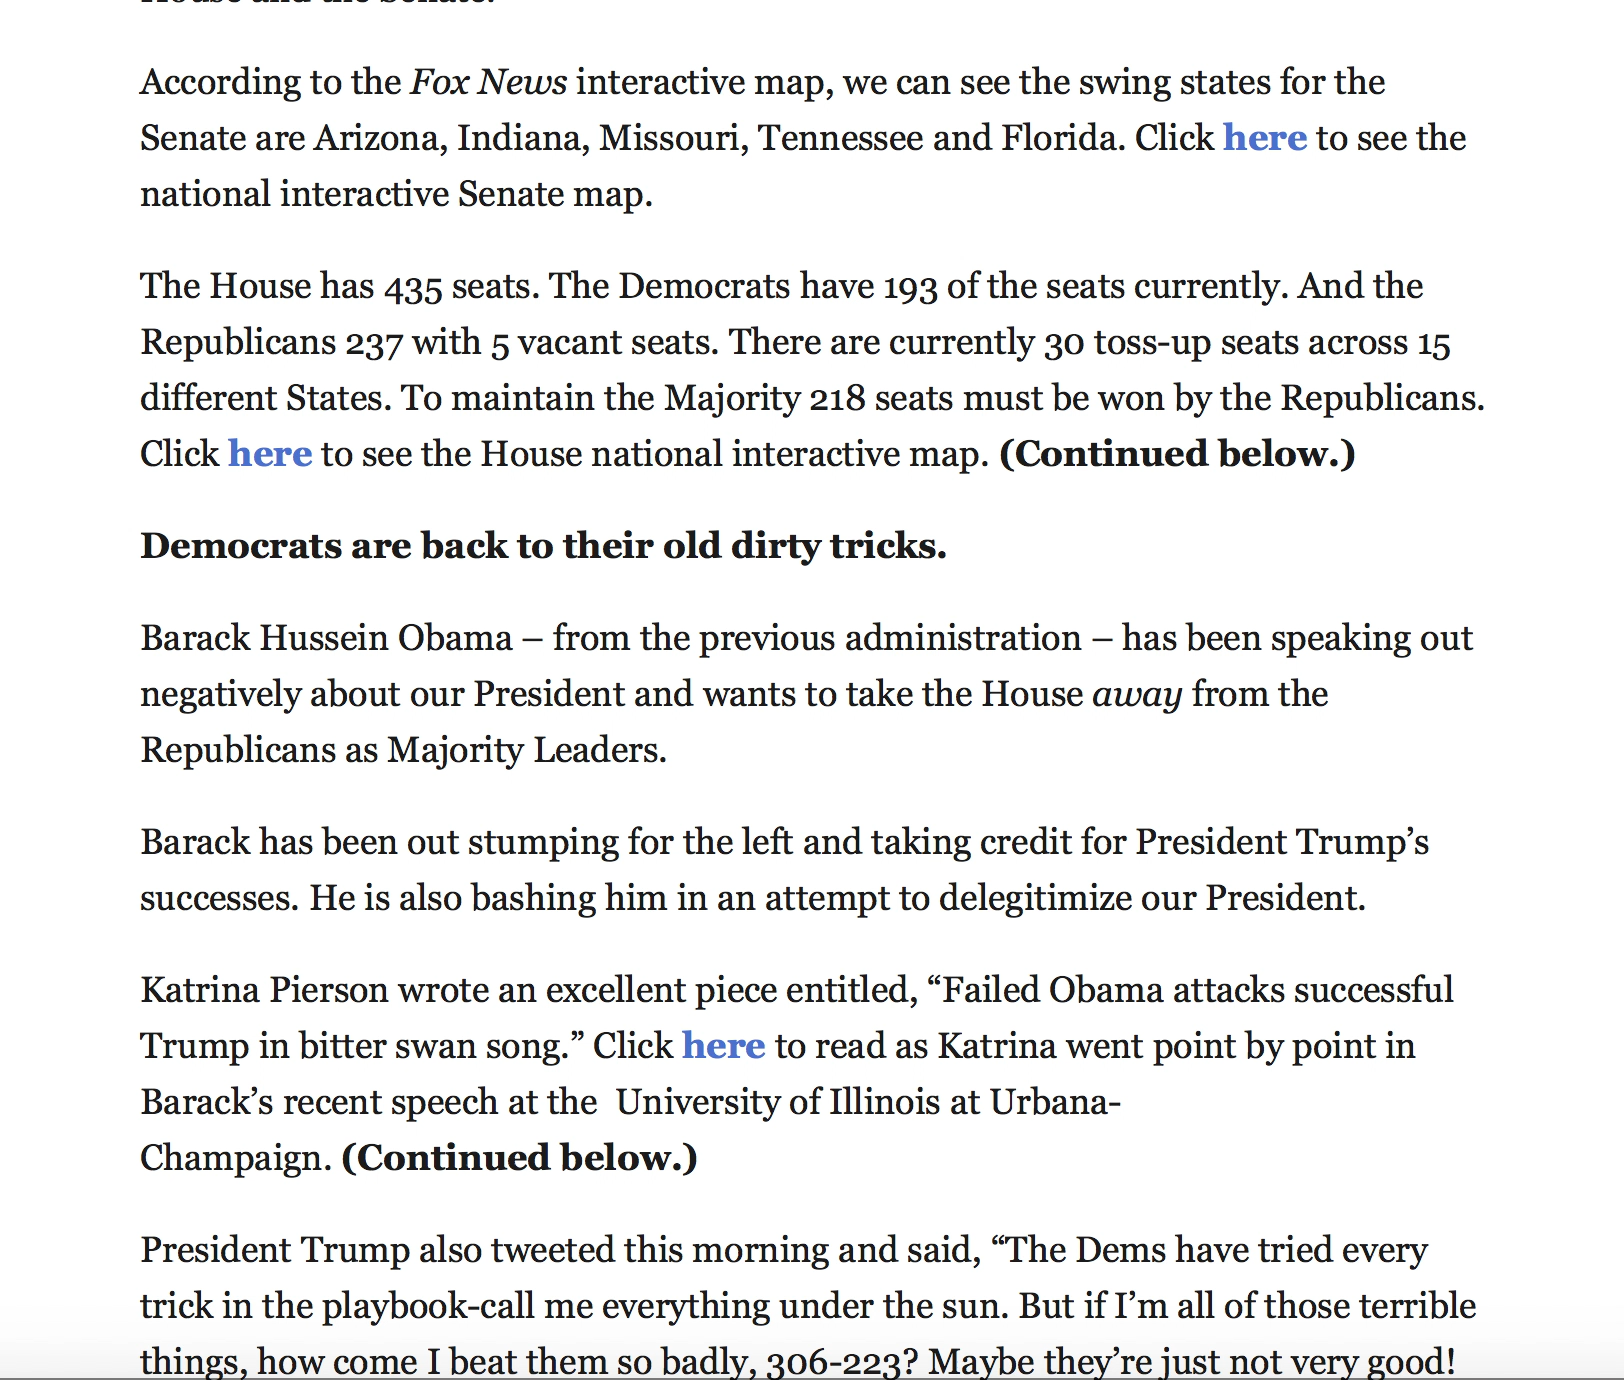 House and the Senate.
According to the Fox News interactive map, we can see the swing states for the
Senate are Arizona, Indiana, Missouri, Tennessee and Florida. Click here to see the
national interactive Senate map.
The House has 435 seats. The Democrats have 193 of the seats currently. And the
Republicans 237 with 5 vacant seats. There are currently 30 toss-up seats across 15
different States. To maintain the Majority 218 seats must be won by the Republicans.
Click here to see the House national interactive map. (Continued below.)
Democrats are back to their old dirty tricks.
Barack Hussein Obama – from the previous administration – has been speaking out
negatively about our President and wants to take the House away from the
Republicans as Majority Leaders.
Barack has been out stumping for the left and taking credit for President Trump’s
successes. He is also bashing him in an attempt to delegitimize our President.
Katrina Pierson wrote an excellent piece entitled, “Failed Obama attacks successful
Trump in bitter swan song.” Click here to read as Katrina went point by point in
Barack’s recent speech at the  University of Illinois at Urbana-
Champaign. (Continued below.)
President Trump also tweeted this morning and said, “The Dems have tried every
trick in the playbook-call me everything under the sun. But if I’m all of those terrible
things, how come I beat them so badly, 306-223? Maybe they’re just not very good!